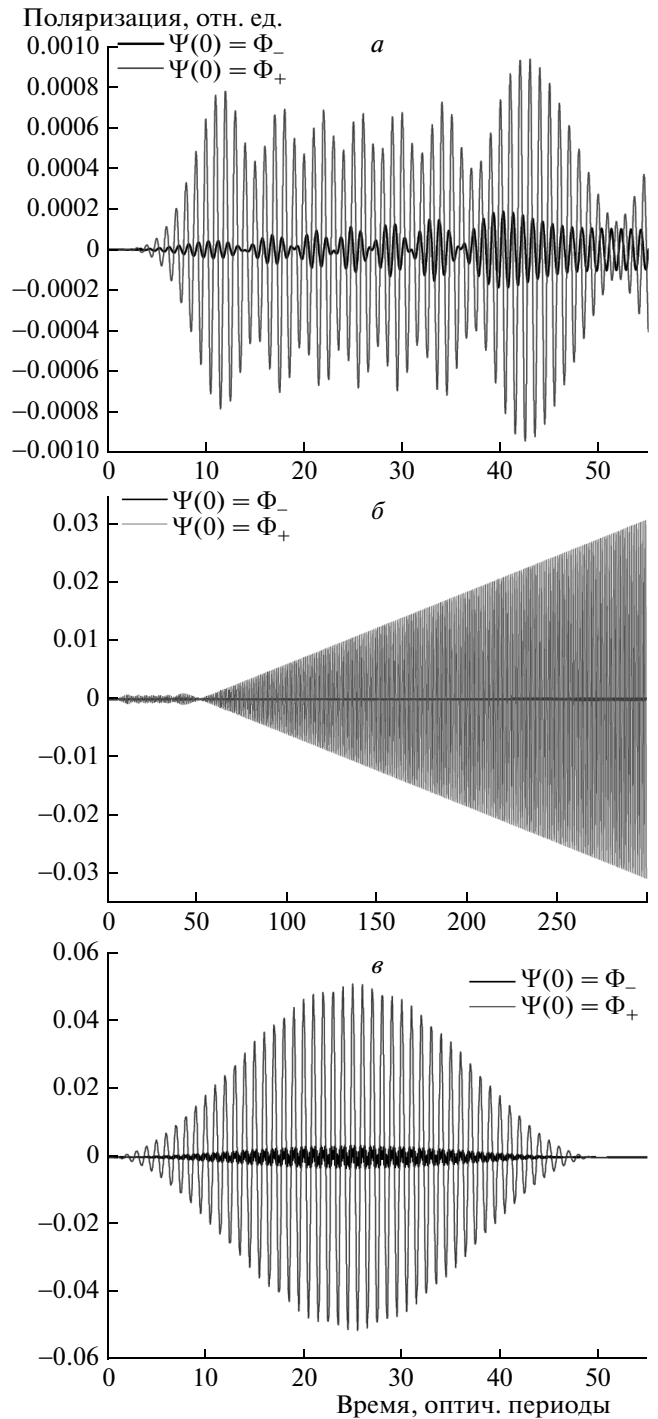 Поляризация, отн. ед.
0.0010
Ψ(0) = Φ₋
а
Ψ(0) = Φ₊
0.0008
0.0006
0.0004
0.0002
0
−0.0002
−0.0004
−0.0006
−0.0008
−0.0010
0 10 20 30 40 50
Ψ(0) = Φ₋
б
Ψ(0) = Φ₊
0.03
0.02
0.01
0
−0.01
−0.02
−0.03
0 50 100 150 200 250
0.06
в
Ψ(0) = Φ₋
Ψ(0) = Φ₊
0.04
0.02
0
−0.02
−0.04
−0.06
0 10 20 30 40 50
Время, оптич. периоды